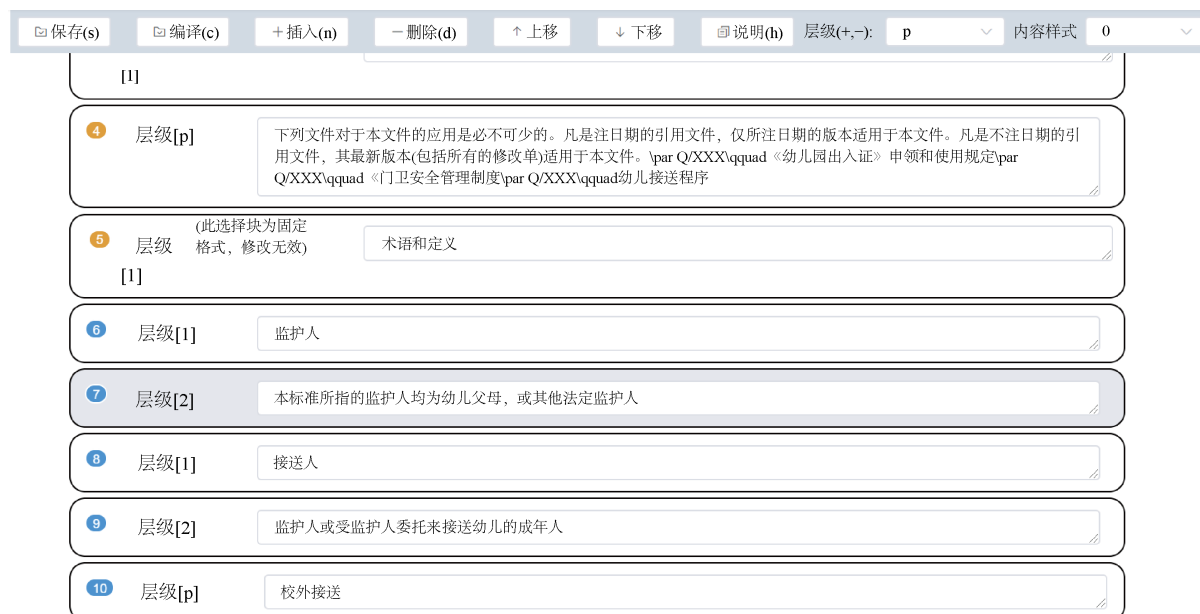 保存(s) 编译(c) 插入(n) 删除(d) 上移 下移 说明(h) 层级(+,−): p 内容样式 0
[1]
4 层级[p]
下列文件对于本文件的应用是必不可少的。凡是注日期的引用文件，仅所注日期的版本适用于本文件。凡是不注日期的引
用文件，其最新版本(包括所有的修改单)适用于本文件。\par Q/XXX\qquad《幼儿园出入证》申领和使用规定\par
Q/XXX\qquad《门卫安全管理制度\par Q/XXX\qquad幼儿接送程序
5 层级 (此选择块为固定
格式，修改无效) 术语和定义
[1]
6 层级[1] 监护人
7 层级[2] 本标准所指的监护人均为幼儿父母，或其他法定监护人
8 层级[1] 接送人
9 层级[2] 监护人或受监护人委托来接送幼儿的成年人
10 层级[p] 校外接送